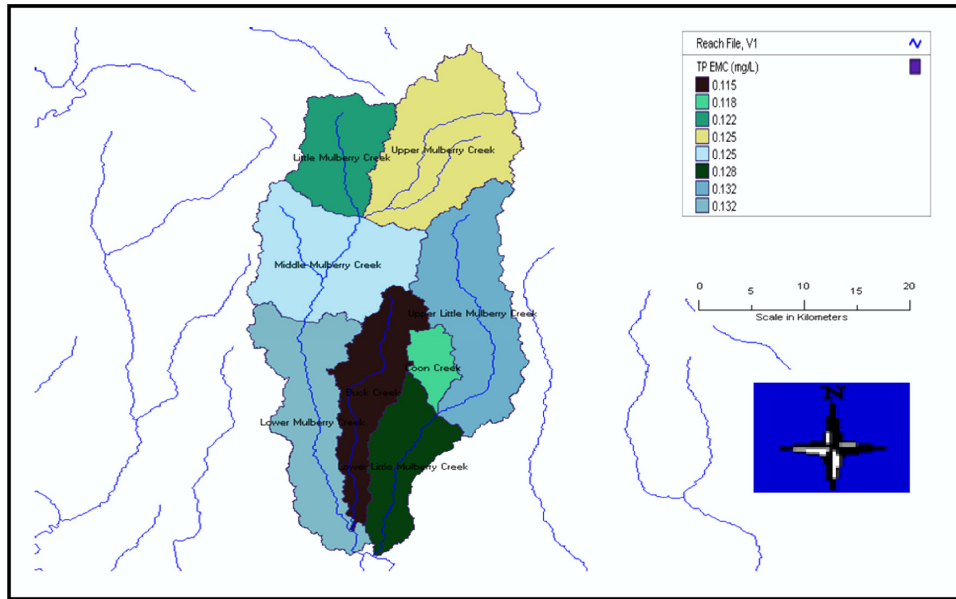 Reach File, V1
TP EMC (mg/L)
0.115
0.118
0.122
0.125
0.125
0.128
0.132
0.132
Little Mulberry Creek
Upper Mulberry Creek
Middle Mulberry Creek
Upper Little Mulberry Creek
Coon Creek
Duck Creek
Lower Mulberry Creek
Lower Little Mulberry Creek
0 5 10 15 20
Scale in Kilometers
N